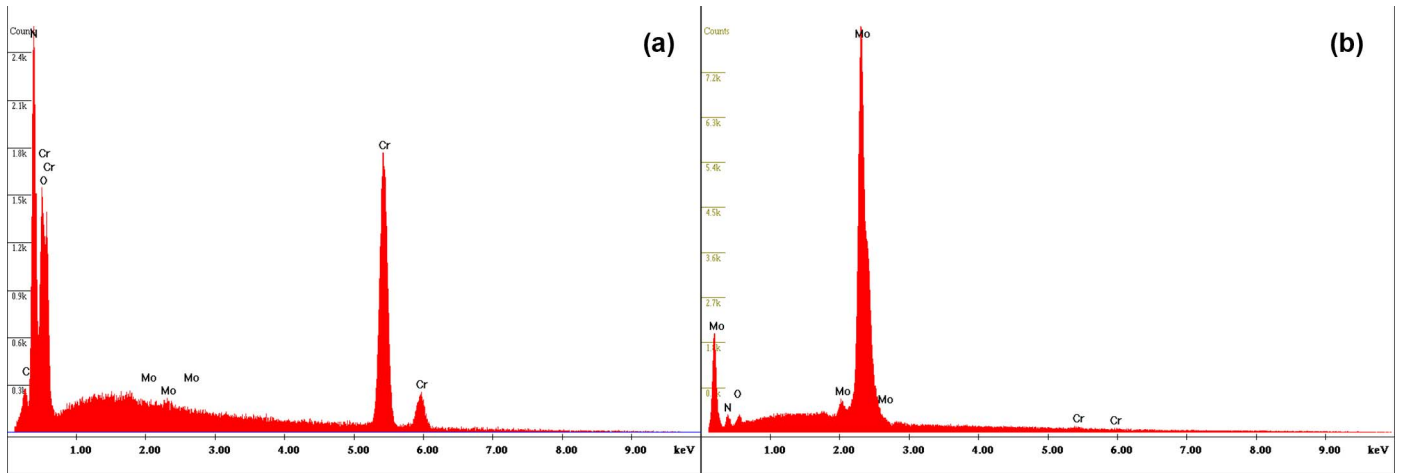 Counts
N
(a)
2.4k
2.1k
1.8k
Cr
Cr
O
Cr
1.5k
1.2k
0.9k
0.6k
C
0.3k
Mo
Mo
Mo
Cr
1.00
2.00
3.00
4.00
5.00
6.00
7.00
8.00
9.00
keV
Counts
Mo
(b)
7.2k
6.3k
5.4k
4.5k
3.6k
2.7k
Mo
N
O
Mo
Mo
Cr
Cr
1.00
2.00
3.00
4.00
5.00
6.00
7.00
8.00
9.00
keV